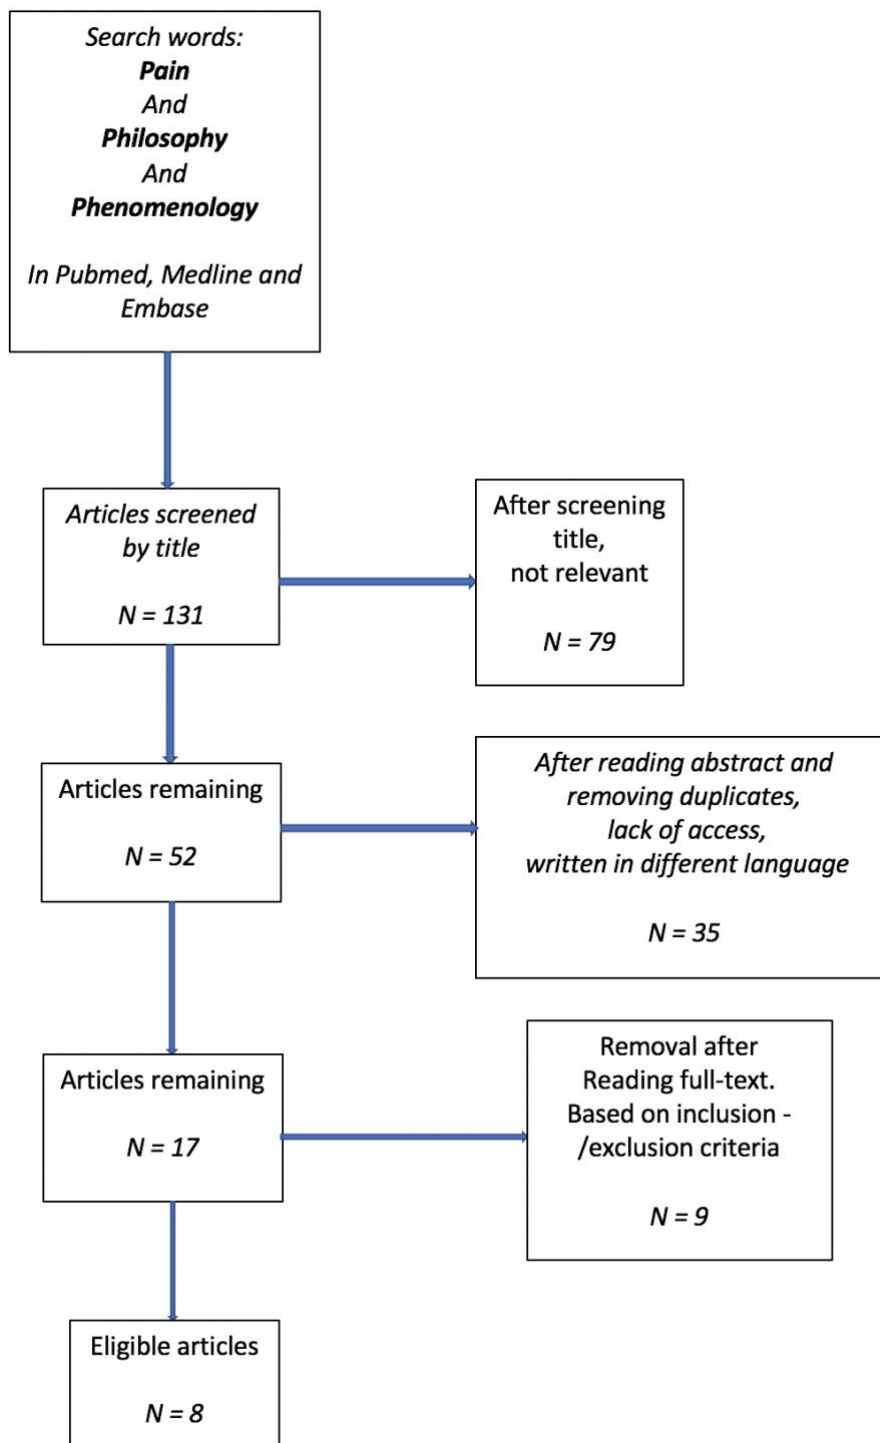 Search words:
Pain
And
Philosophy
And
Phenomenology
In Pubmed, Medline and
Embase
Articles screened
by title
N = 131
After screening
title,
not relevant
N = 79
Articles remaining
N = 52
After reading abstract and
removing duplicates,
lack of access,
written in different language
N = 35
Articles remaining
N = 17
Removal after
Reading full-text.
Based on inclusion -
/exclusion criteria
N = 9
Eligible articles
N = 8